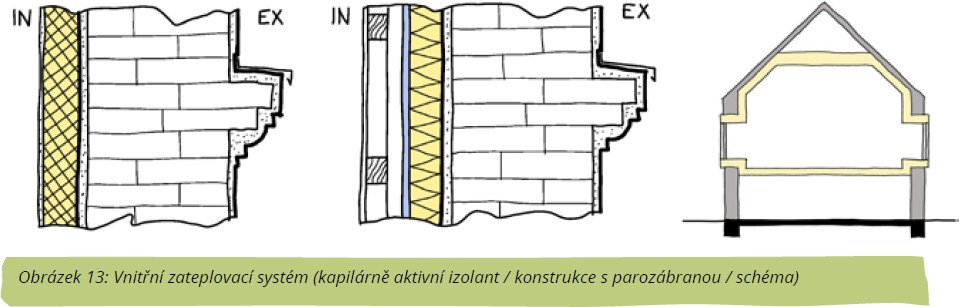 IN EX IN EX
Obrázek 13: Vnitřní zateplovací systém (kapilárně aktivní izolant / konstrukce s parozábranou / schéma)